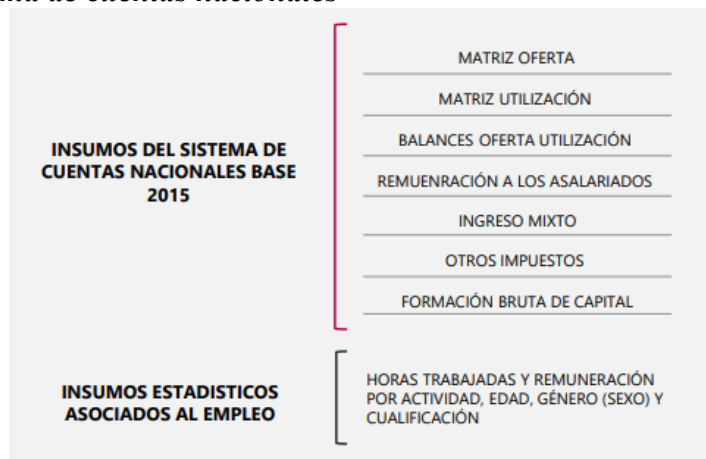 INSUMOS DEL SISTEMA DE
CUENTAS NACIONALES BASE
2015
MATRIZ OFERTA
MATRIZ UTILIZACIÓN
BALANCES OFERTA UTILIZACIÓN
REMUENRACIÓN A LOS ASALARIADOS
INGRESO MIXTO
OTROS IMPUESTOS
FORMACIÓN BRUTA DE CAPITAL
INSUMOS ESTADISTICOS
ASOCIADOS AL EMPLEO
HORAS TRABAJADAS Y REMUNERACIÓN
POR ACTIVIDAD, EDAD, GÉNERO (SEXO) Y
CUALIFICACIÓN